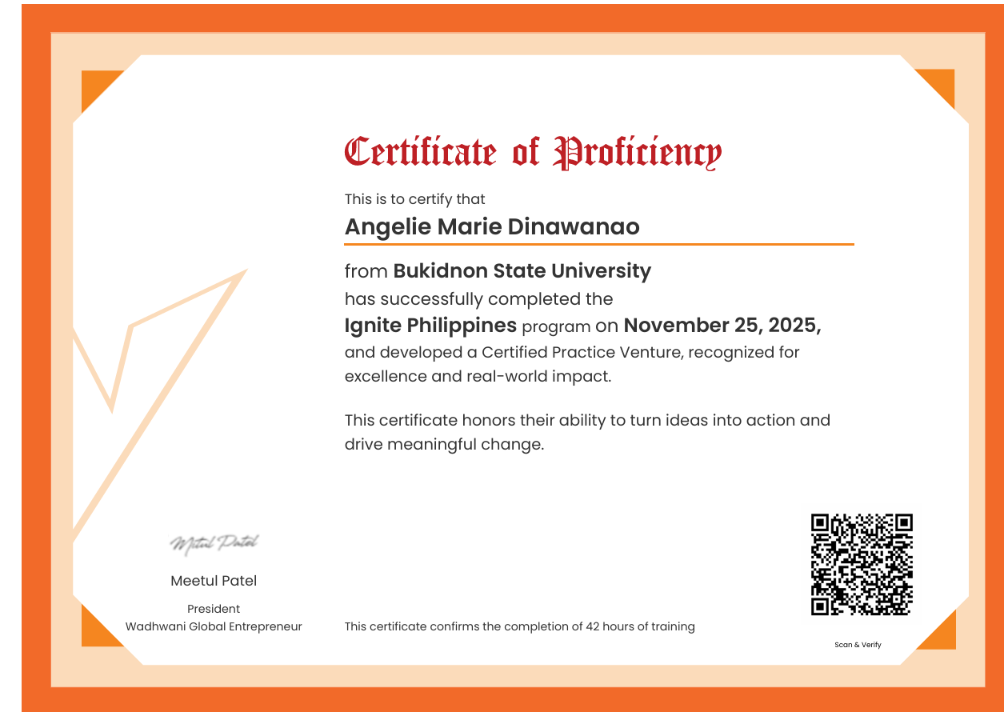 Certificate of Proficiency
This is to certify that
Angelie Marie Dinawanao
from Bukidnon State University
has successfully completed the
Ignite Philippines program on November 25, 2025,
and developed a Certified Practice Venture, recognized for
excellence and real-world impact.
This certificate honors their ability to turn ideas into action and
drive meaningful change.
Mitul Patel
Meetul Patel
President
Wadhwani Global Entrepreneur
This certificate confirms the completion of 42 hours of training
Scan & Verify